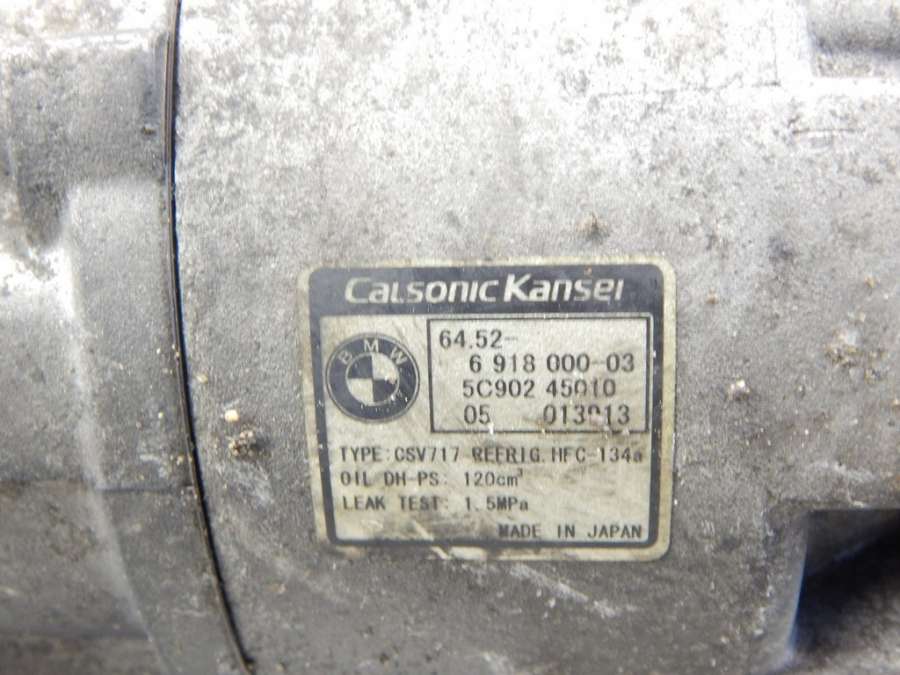 Calsonic Kansei
BMW
64.52-
6 918 000-03
5C902 45010
05 013913
TYPE:CSV717 REFRIG.HFC-134a
OIL DH-PS: 120cm³
LEAK TEST: 1.5MPa
MADE IN JAPAN